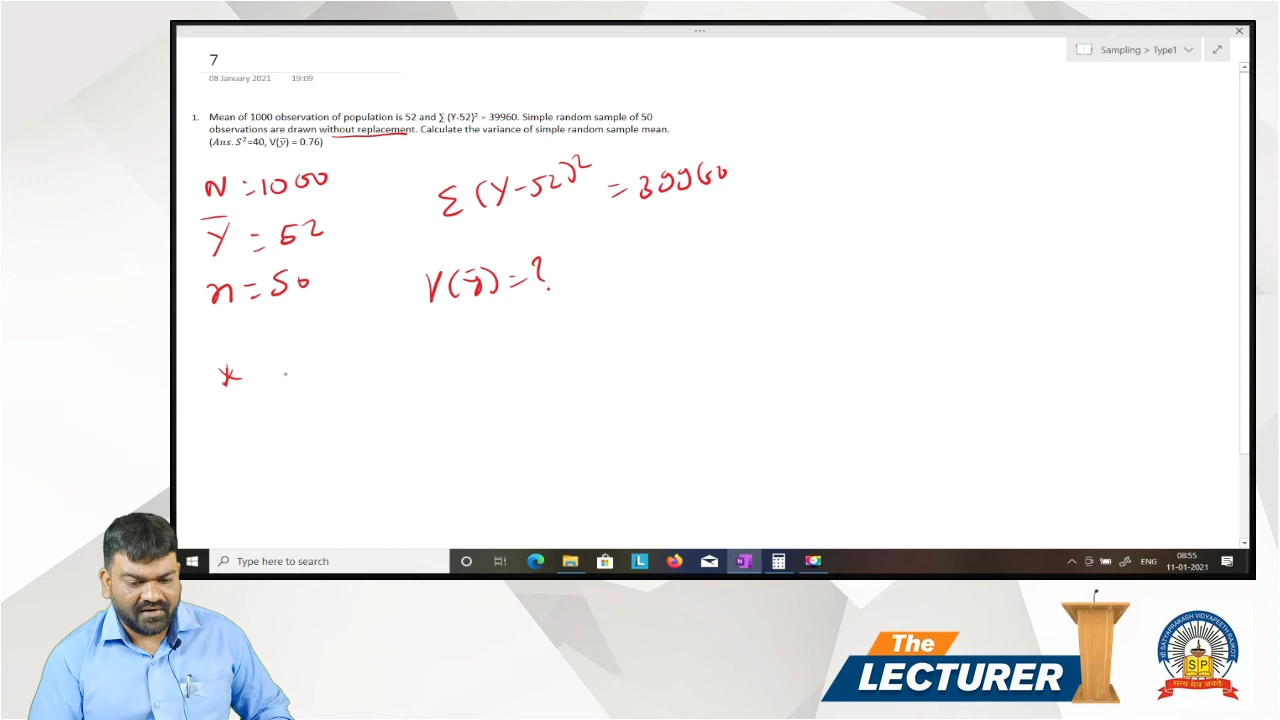 Sampling > Type1
7
08 January 2021 19:09
1. Mean of 1000 observation of population is 52 and ∑ (Y-52)² = 39960. Simple random sample of 50
observations are drawn without replacement. Calculate the variance of simple random sample mean.
(Ans. S²=40, V(ȳ) = 0.76)
N = 1000
∑ (Y-52)² = 39960
Ȳ = 52
n = 50
V(ȳ) = ?
*
Type here to search
ENG
08:55
11-01-2021
The
LECTURER
SP
सत्य मेव जयते